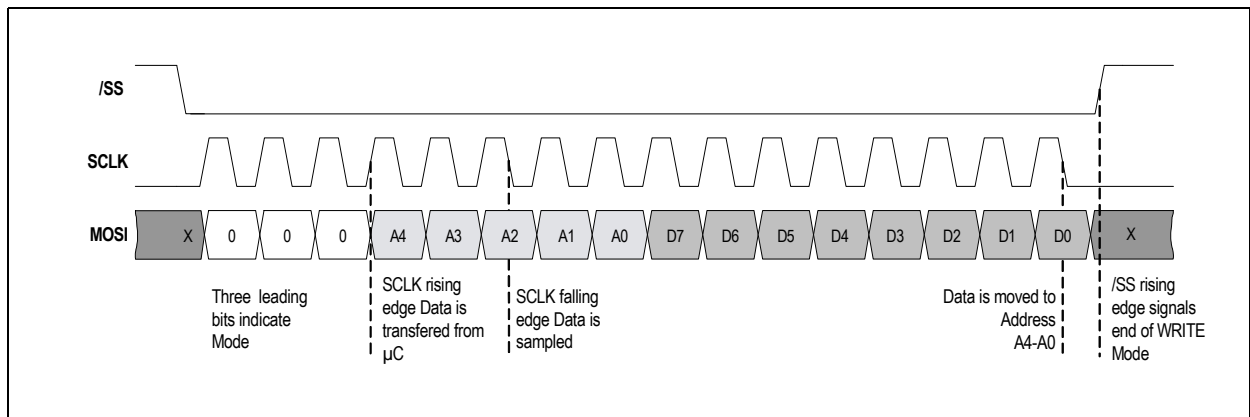 /SS
SCLK
MOSI
X 0 0 0 A4 A3 A2 A1 A0 D7 D6 D5 D4 D3 D2 D1 D0 X
Three leading
bits indicate
Mode
SCLK rising
edge Data is
transfered from
µC
SCLK falling
edge Data is
sampled
Data is moved to
Address
A4-A0
/SS rising
edge signals
end of WRITE
Mode